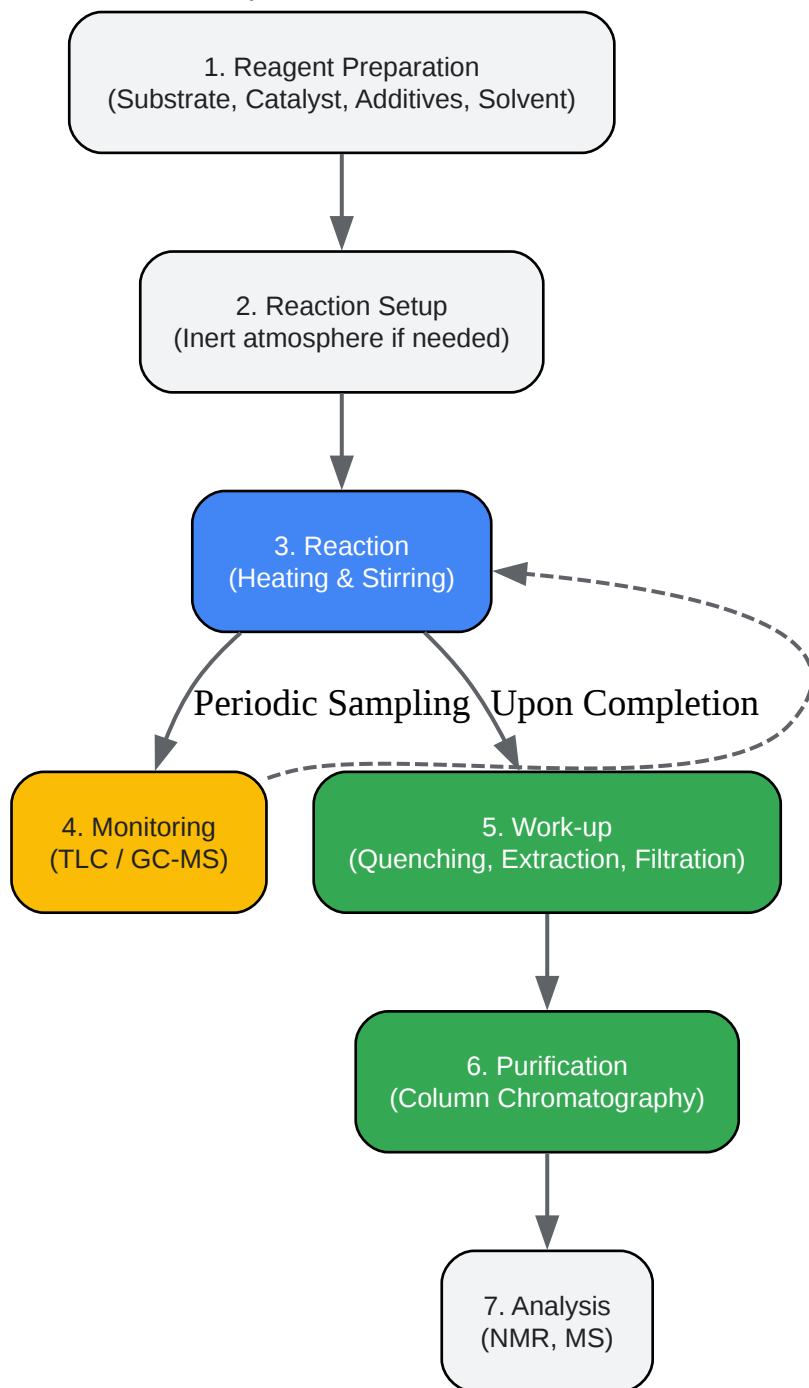 1. Reagent Preparation
(Substrate, Catalyst, Additives, Solvent)
2. Reaction Setup
(Inert atmosphere if needed)
3. Reaction
(Heating & Stirring)
Periodic Sampling
Upon Completion
4. Monitoring
(TLC / GC-MS)
5. Work-up
(Quenching, Extraction, Filtration)
6. Purification
(Column Chromatography)
7. Analysis
(NMR, MS)